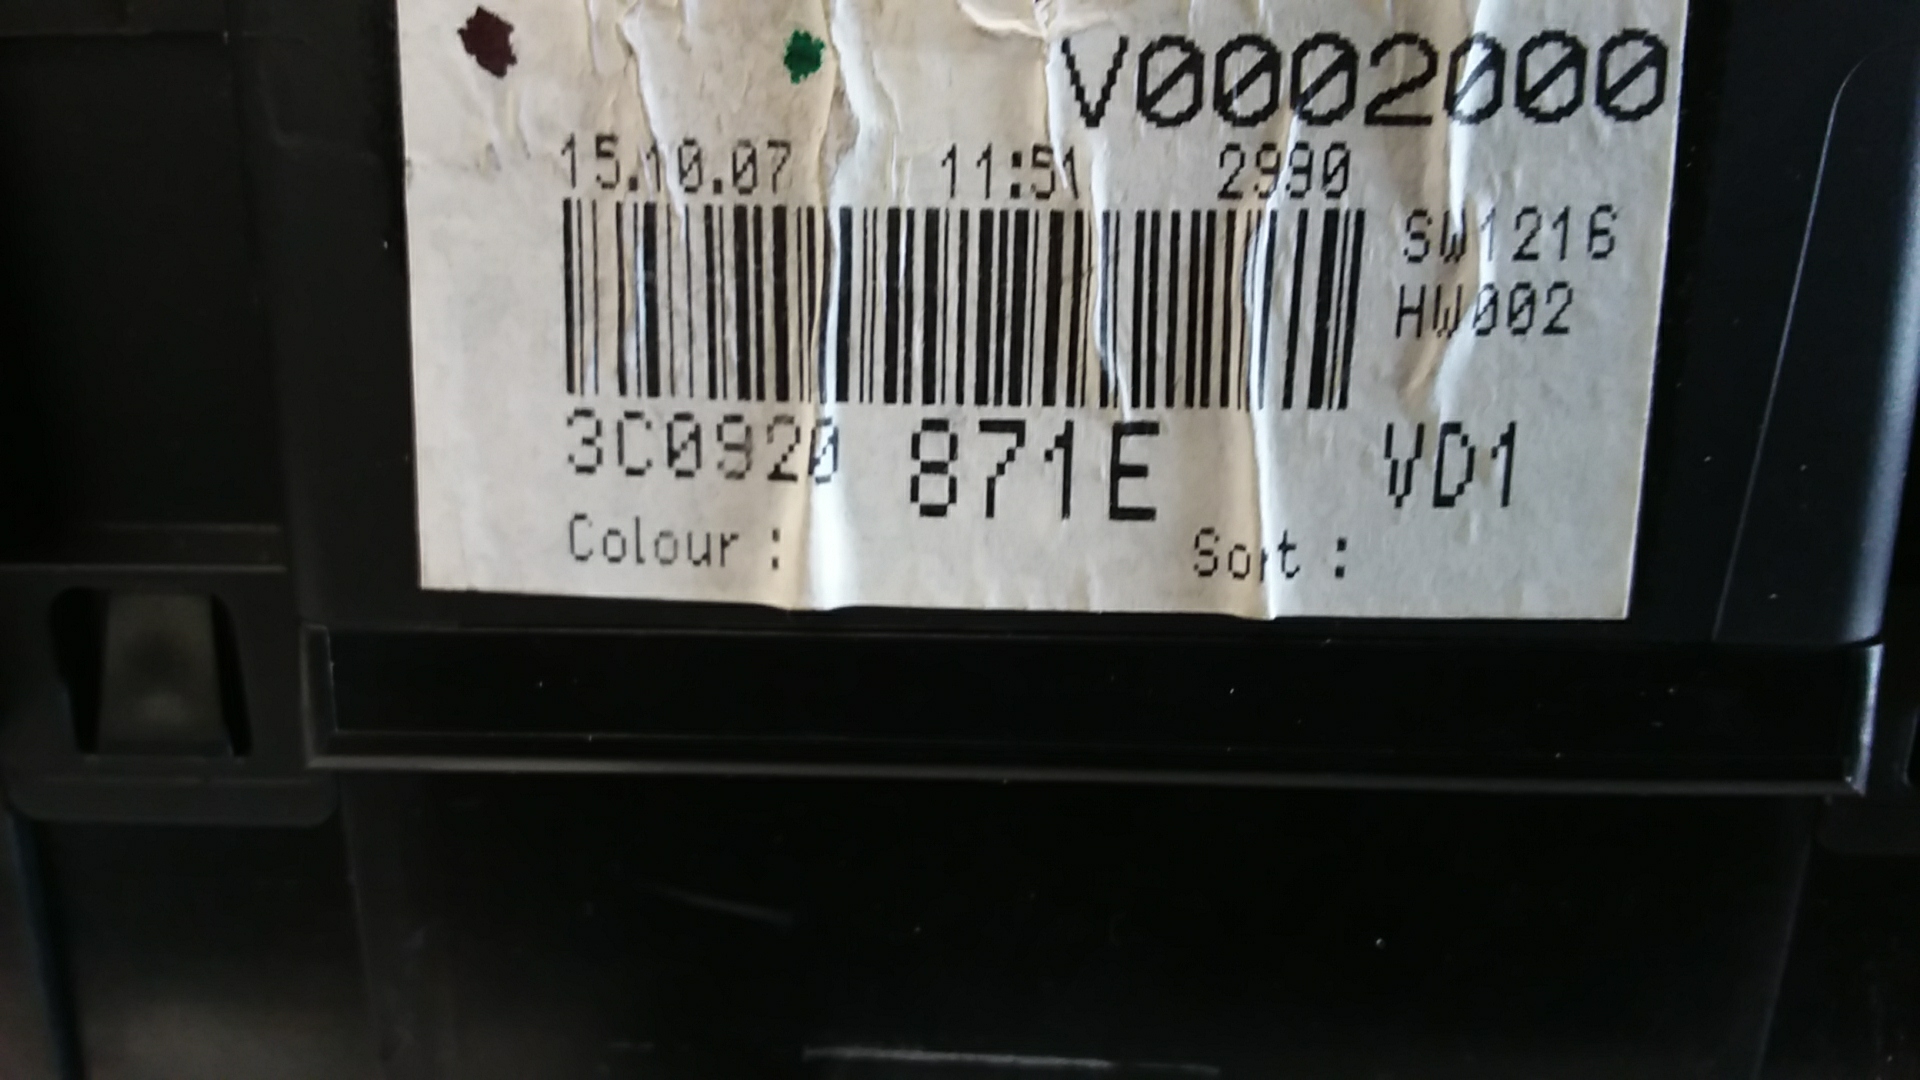 V0002000
15.10.07 11:51 2990
SW1216
HW002
3C0920 871E VD1
Colour : Sort :